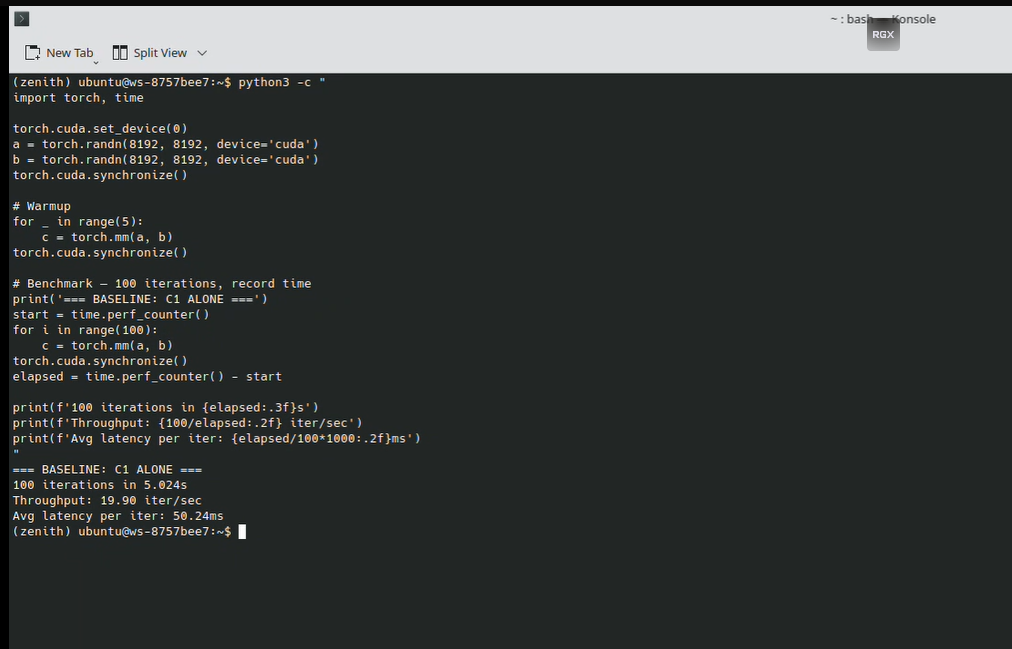 ~ : bash — Konsole
RGX
New Tab
Split View
(zenith) ubuntu@ws-8757bee7:~$ python3 -c "
import torch, time

torch.cuda.set_device(0)
a = torch.randn(8192, 8192, device='cuda')
b = torch.randn(8192, 8192, device='cuda')
torch.cuda.synchronize()

# Warmup
for _ in range(5):
    c = torch.mm(a, b)
torch.cuda.synchronize()

# Benchmark — 100 iterations, record time
print('=== BASELINE: C1 ALONE ===')
start = time.perf_counter()
for i in range(100):
    c = torch.mm(a, b)
torch.cuda.synchronize()
elapsed = time.perf_counter() - start

print(f'100 iterations in {elapsed:.3f}s')
print(f'Throughput: {100/elapsed:.2f} iter/sec')
print(f'Avg latency per iter: {elapsed/100*1000:.2f}ms')
"
=== BASELINE: C1 ALONE ===
100 iterations in 5.024s
Throughput: 19.90 iter/sec
Avg latency per iter: 50.24ms
(zenith) ubuntu@ws-8757bee7:~$